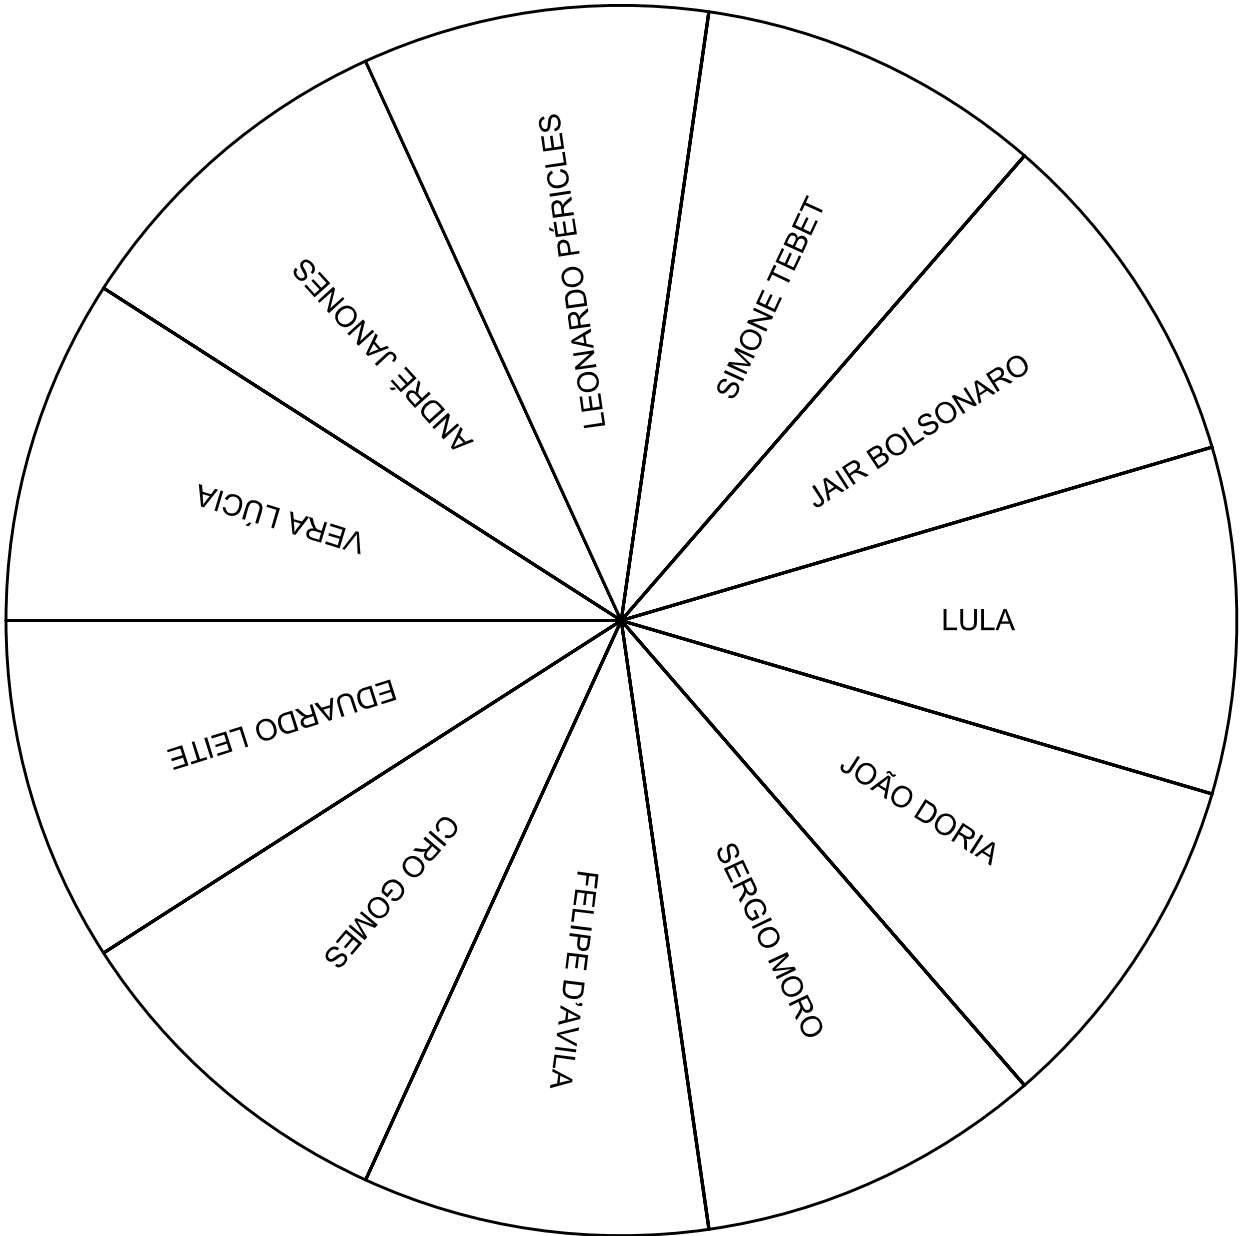 LEONARDO PÉRICLES
SIMONE TEBET
JAIR BOLSONARO
LULA
JOÃO DORIA
SERGIO MORO
FELIPE D'AVILA
CIRO GOMES
EDUARDO LEITE
VERA LÚCIA
ANDRÉ JANONES